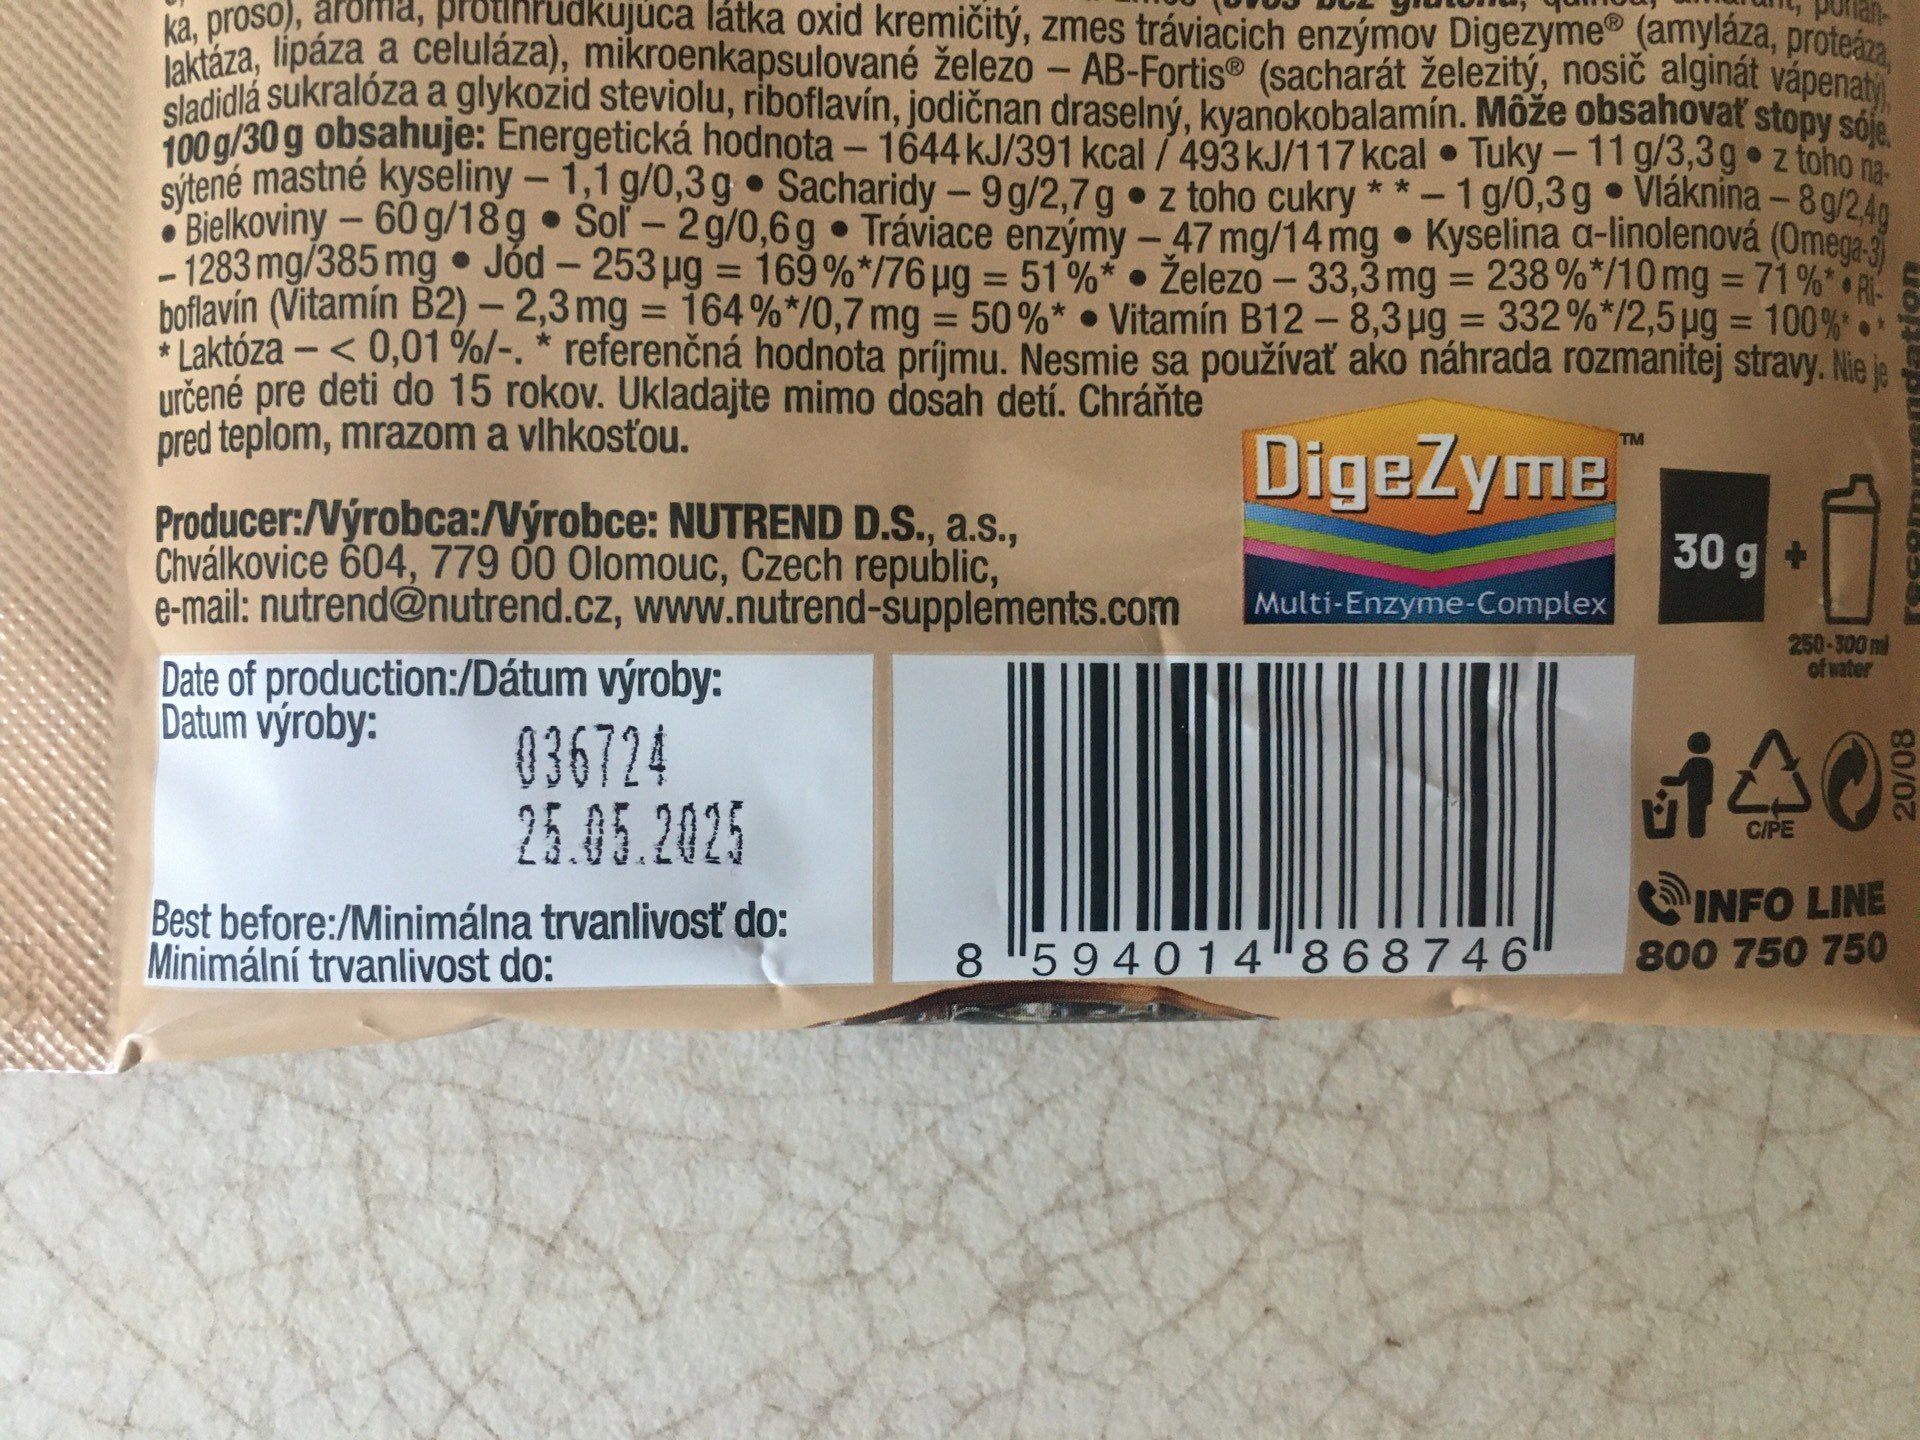 ka, proso), aróma, protihrudkujúca látka oxid kremičitý, zmes tráviacich enzýmov Digezyme® (amyláza, proteáza,
laktáza, lipáza a celuláza), mikroenkapsulované železo – AB-Fortis® (sacharát železitý, nosič alginát vápenatý),
sladidlá sukralóza a glykozid steviolu, riboflavín, jodičnan draselný, kyanokobalamín. Môže obsahovať stopy sóje.
100g/30g obsahuje: Energetická hodnota – 1644 kJ/391 kcal / 493 kJ/117 kcal • Tuky – 11 g/3,3 g • z toho na-
sýtené mastné kyseliny – 1,1 g/0,3 g • Sacharidy – 9 g/2,7 g • z toho cukry * * – 1 g/0,3 g • Vláknina – 8 g/2,4g
• Bielkoviny – 60 g/18 g • Soľ – 2 g/0,6 g • Tráviace enzýmy – 47 mg/14 mg • Kyselina α-linolenová (Omega-3)
– 1283 mg/385 mg • Jód – 253 µg = 169 %*/76 µg = 51 %* • Železo – 33,3 mg = 238 %*/10 mg = 71 %* • Ri-
boflavín (Vitamín B2) – 2,3 mg = 164 %*/0,7 mg = 50 %* • Vitamín B12 – 8,3 µg = 332 %*/2,5 µg = 100%* • *
* Laktóza – < 0,01 %/-. * referenčná hodnota príjmu. Nesmie sa používať ako náhrada rozmanitej stravy. Nie je
určené pre deti do 15 rokov. Ukladajte mimo dosah detí. Chráňte
pred teplom, mrazom a vlhkosťou.
DigeZyme™
Multi-Enzyme-Complex
30 g +
250-300 ml
of water
recommendation
Producer:/Výrobca:/Výrobce: NUTREND D.S., a.s.,
Chválkovice 604, 779 00 Olomouc, Czech republic,
e-mail: nutrend@nutrend.cz, www.nutrend-supplements.com
Date of production:/Dátum výroby:
Datum výroby:
036724
25.05.2025
Best before:/Minimálna trvanlivosť do:
Minimální trvanlivost do:
8 594014 868746
C/PE
20/08
INFO LINE
800 750 750